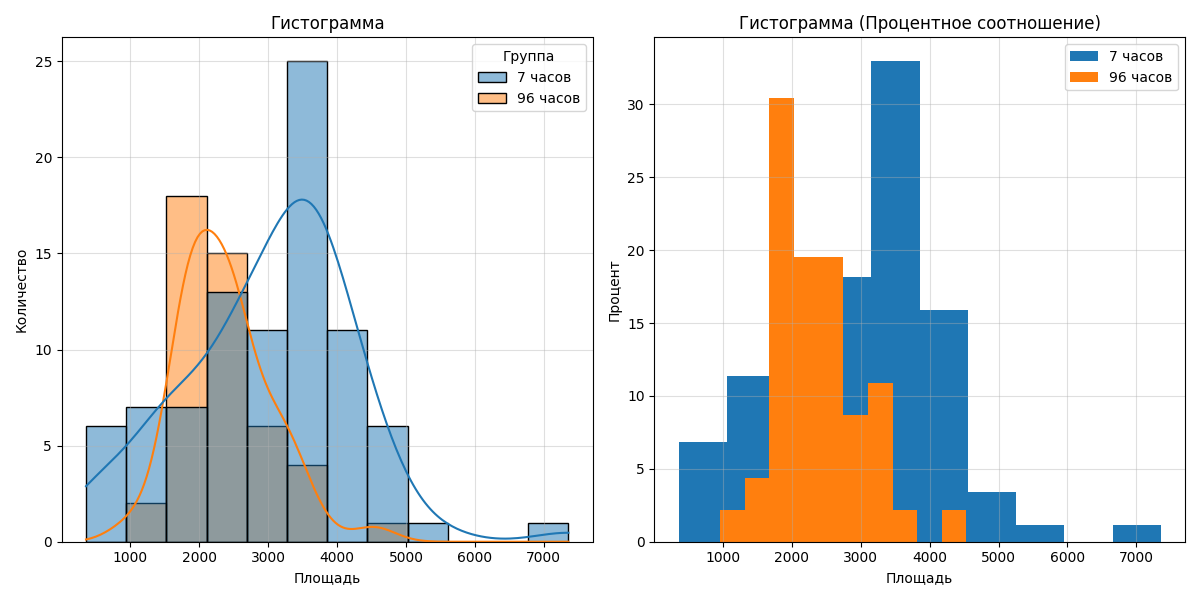 Гистограмма
Количество
25
20
15
10
5
0
1000 2000 3000 4000 5000 6000 7000
Площадь
Группа
7 часов
96 часов
Гистограмма (Процентное соотношение)
Процент
30
25
20
15
10
5
0
1000 2000 3000 4000 5000 6000 7000
Площадь
7 часов
96 часов